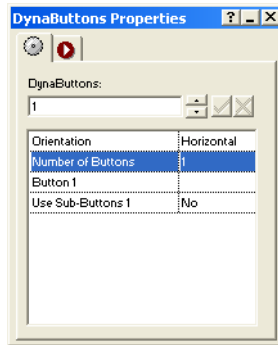 DynaButtons Properties
DynaButtons:
1
Orientation Horizontal
Number of Buttons 1
Button 1
Use Sub-Buttons 1 No